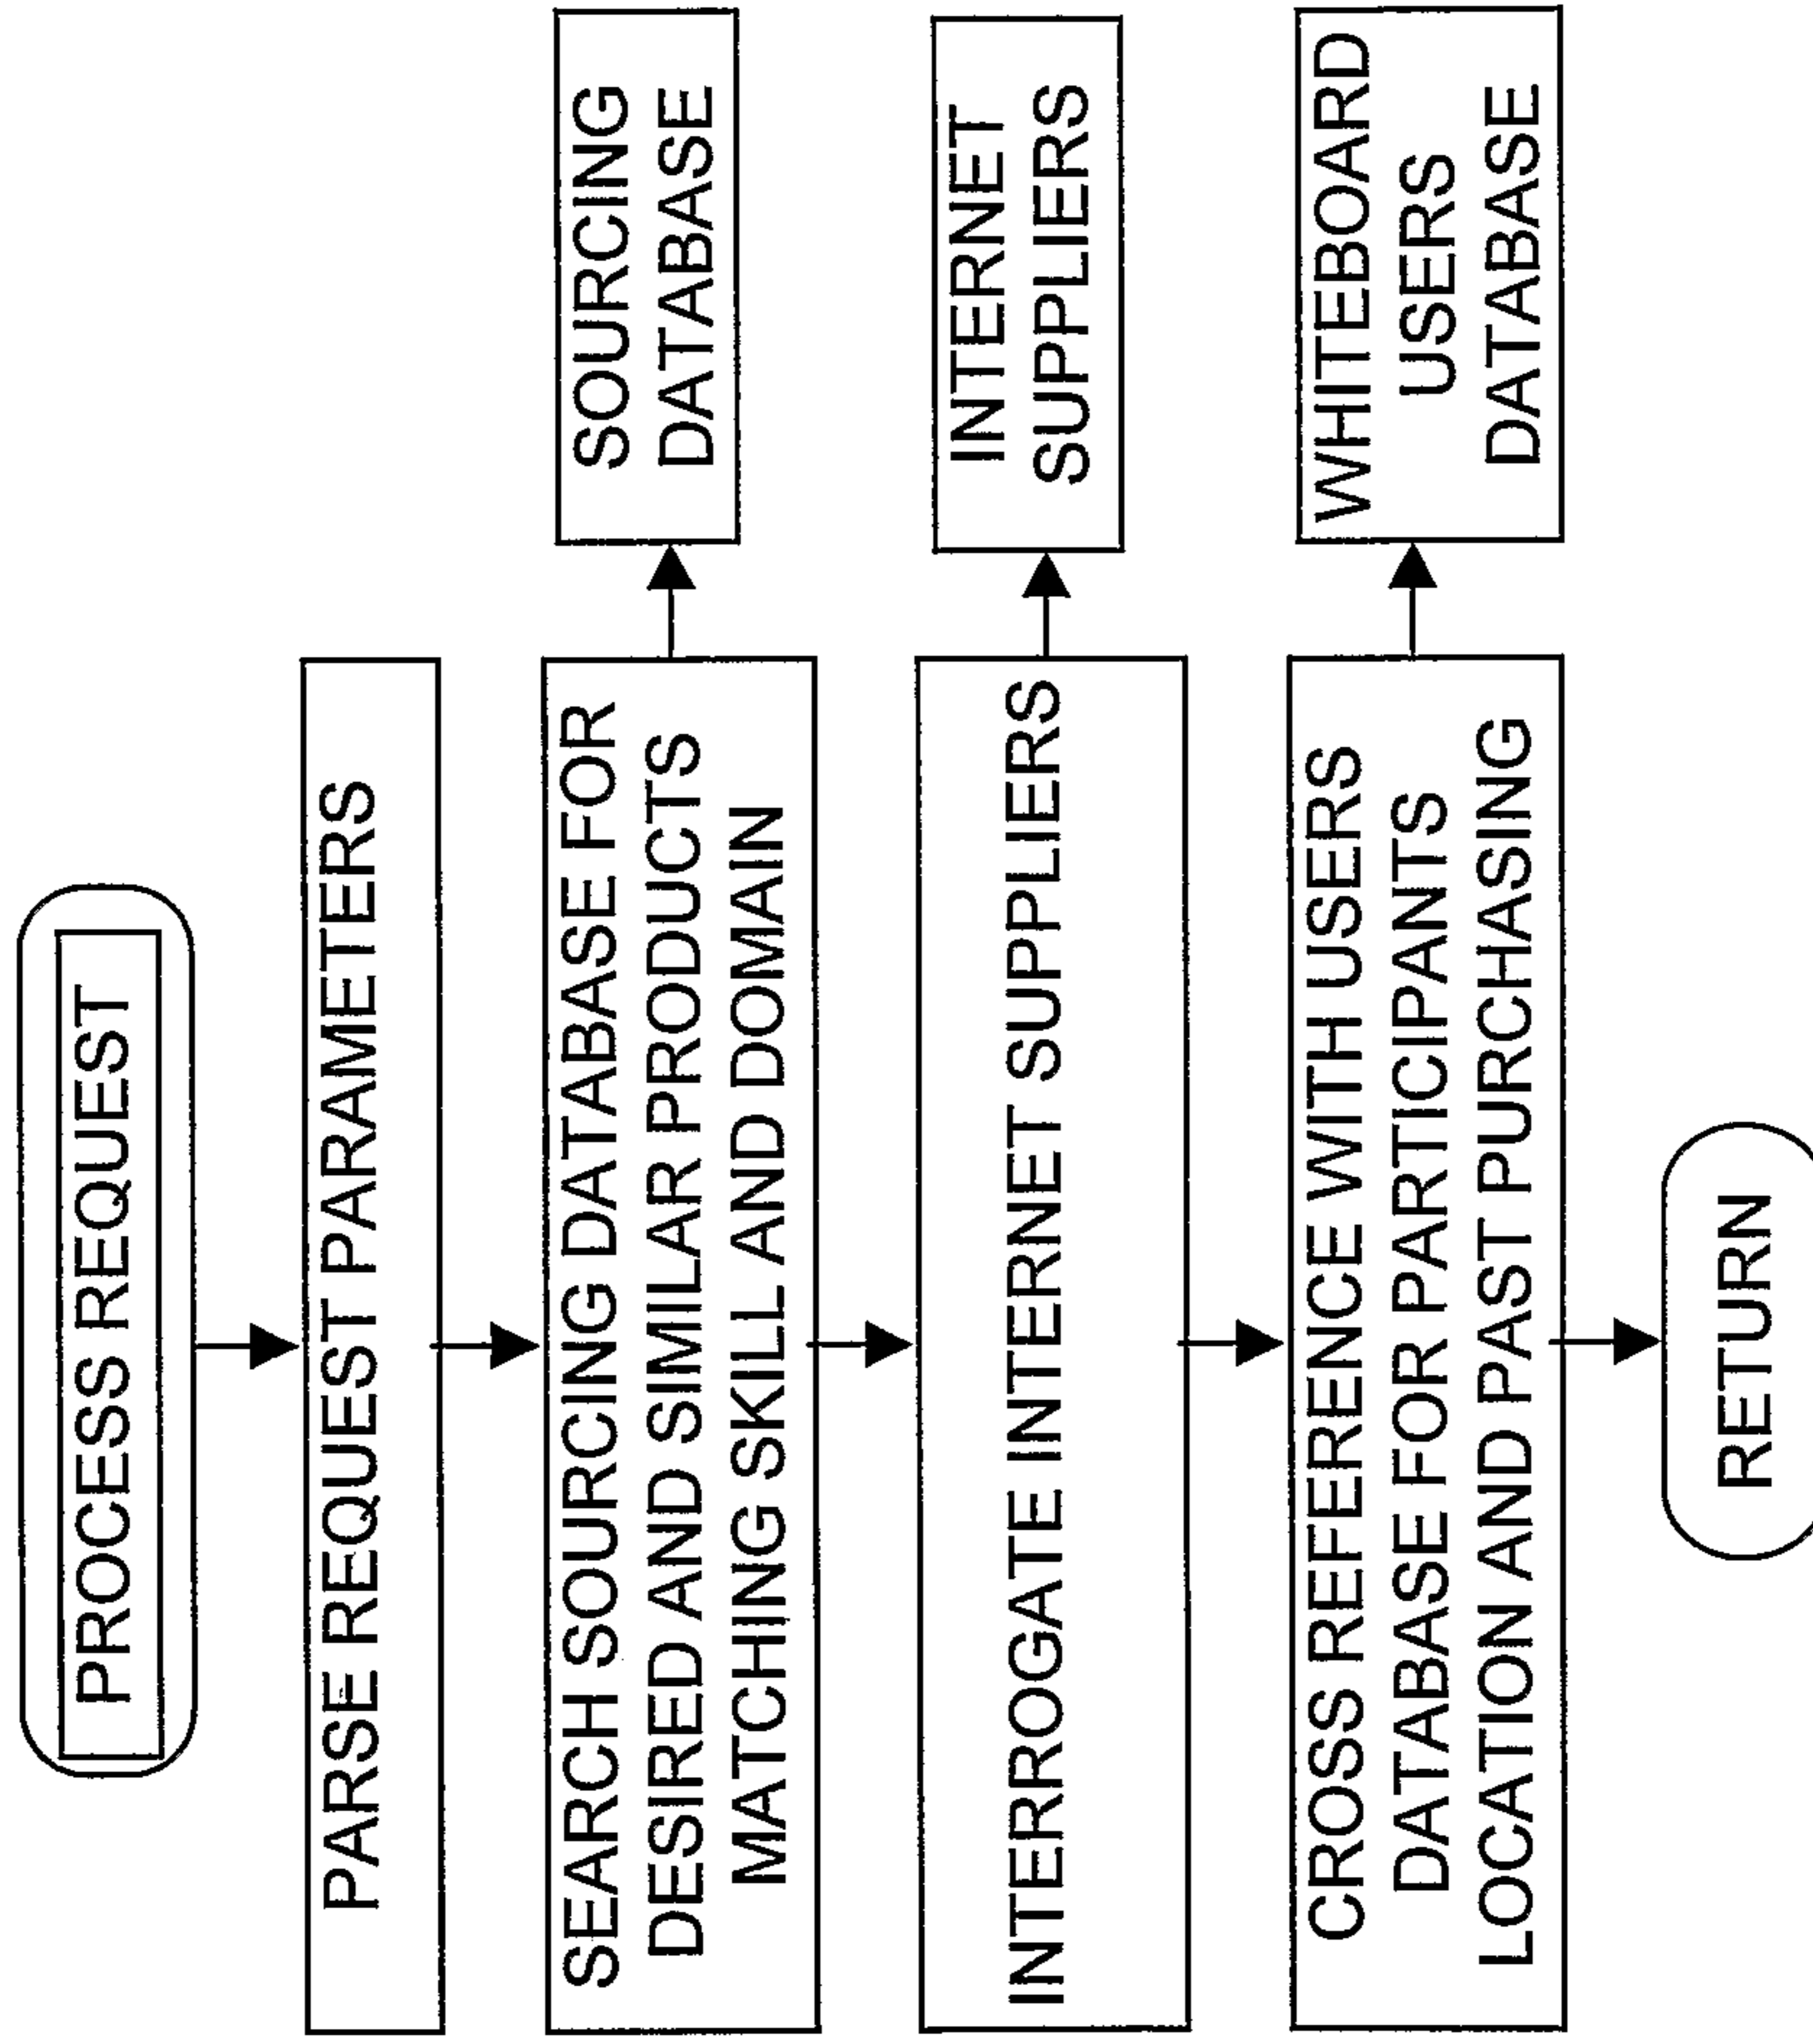 PROCESS REQUEST
PARSE REQUEST PARAMETERS
SEARCH SOURCING DATABASE FOR
DESIRED AND SIMILAR PRODUCTS
MATCHING SKILL AND DOMAIN
SOURCING
DATABASE
INTERROGATE INTERNET SUPPLIERS
INTERNET
SUPPLIERS
CROSS REFERENCE WITH USERS
DATABASE FOR PARTICIPANTS
LOCATION AND PAST PURCHASING
WHITEBOARD
USERS
DATABASE
RETURN